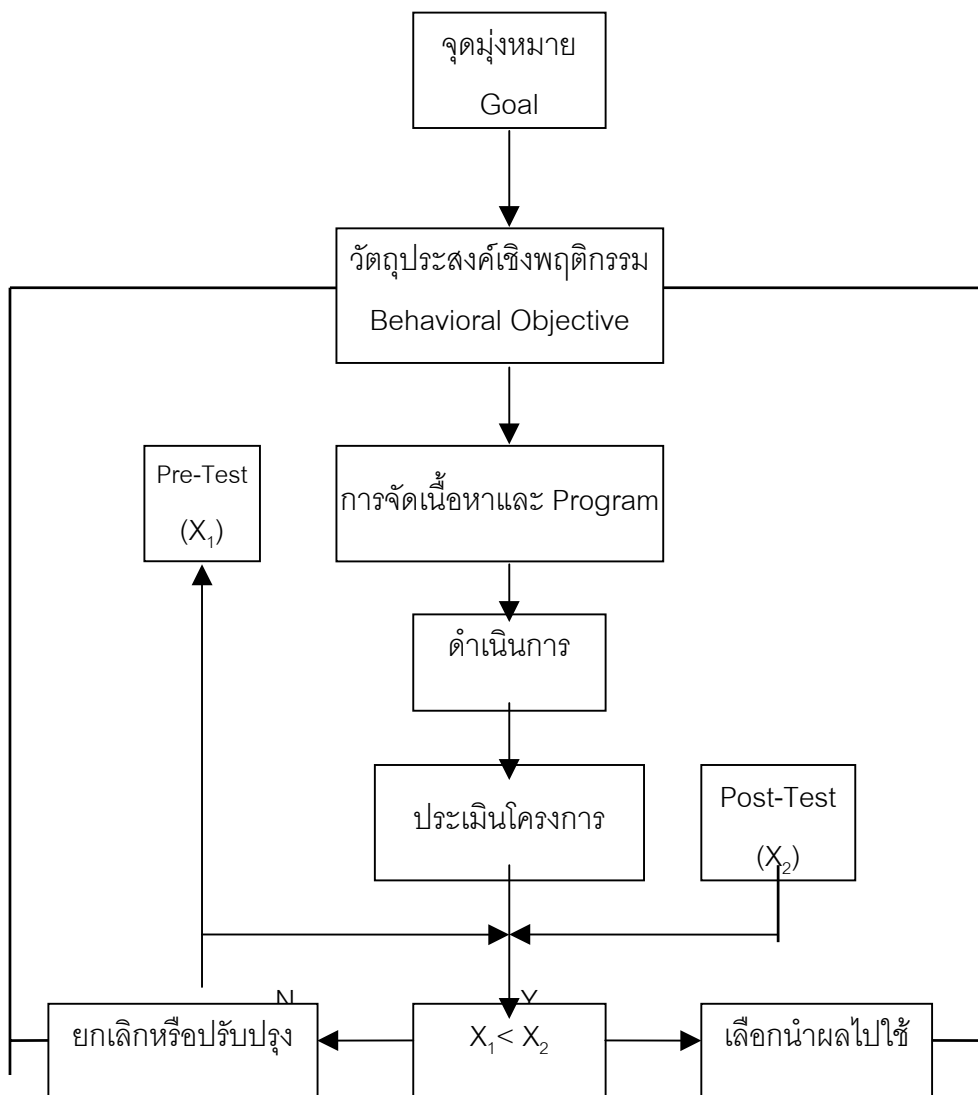 จุดมุ่งหมาย
Goal
วัตถุประสงค์เชิงพฤติกรรม
Behavioral Objective
Pre-Test
(X₁)
การจัดเนื้อหาและ Program
ดำเนินการ
ประเมินโครงการ
Post-Test
(X₂)
N
Y
ยกเลิกหรือปรับปรุง
X₁< X₂
เลือกนำผลไปใช้